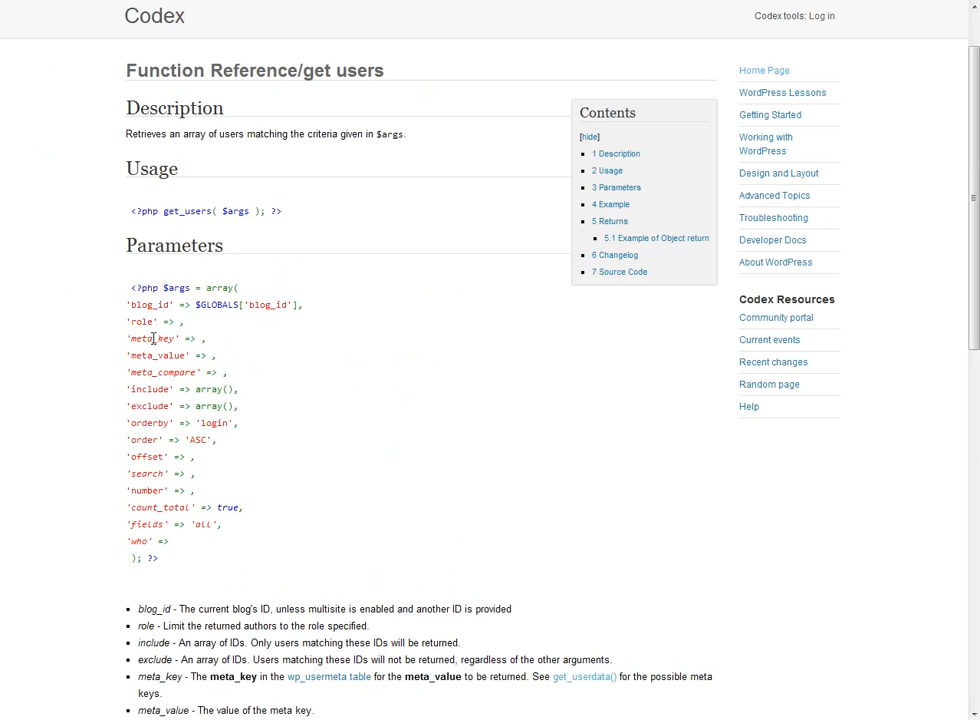 Codex
Codex tools: Log in
Function Reference/get users
Description
Retrieves an array of users matching the criteria given in $args.
Usage
<?php get_users( $args ); ?>
Parameters
<?php $args = array(
'blog_id' => $GLOBALS['blog_id'],
'role' => ,
'meta_key' => ,
'meta_value' => ,
'meta_compare' => ,
'include' => array(),
'exclude' => array(),
'orderby' => 'login',
'order' => 'ASC',
'offset' => ,
'search' => ,
'number' => ,
'count_total' => true,
'fields' => 'all',
'who' =>
); ?>
blog_id - The current blog's ID, unless multisite is enabled and another ID is provided
role - Limit the returned authors to the role specified.
include - An array of IDs. Only users matching these IDs will be returned.
exclude - An array of IDs. Users matching these IDs will not be returned, regardless of the other arguments.
meta_key - The meta_key in the wp_usermeta table for the meta_value to be returned. See get_userdata() for the possible meta
keys.
meta_value - The value of the meta key.
Contents
[hide]
1 Description
2 Usage
3 Parameters
4 Example
5 Returns
5.1 Example of Object return
6 Changelog
7 Source Code
Home Page
WordPress Lessons
Getting Started
Working with
WordPress
Design and Layout
Advanced Topics
Troubleshooting
Developer Docs
About WordPress
Codex Resources
Community portal
Current events
Recent changes
Random page
Help